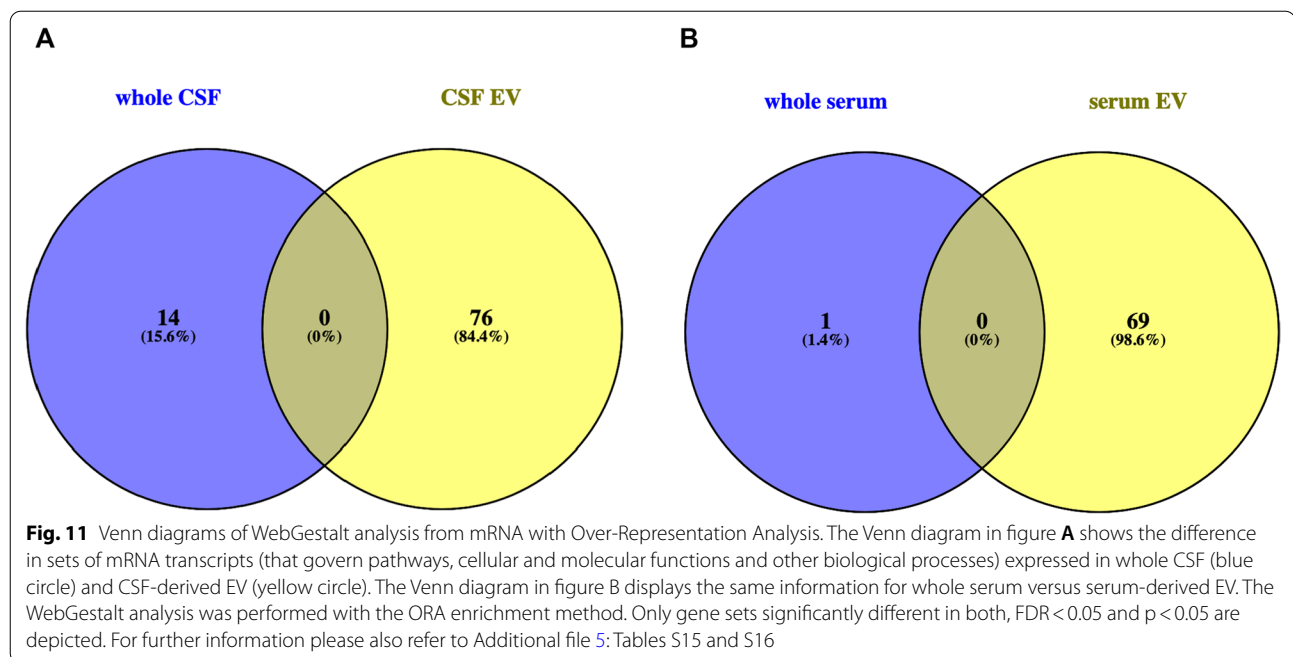 A
B
whole CSF
CSF EV
whole serum
serum EV
14
(15.6%)
0
(0%)
76
(84.4%)
1
(1.4%)
0
(0%)
69
(98.6%)
Fig. 11 Venn diagrams of WebGestalt analysis from mRNA with Over-Representation Analysis. The Venn diagram in figure A shows the difference
in sets of mRNA transcripts (that govern pathways, cellular and molecular functions and other biological processes) expressed in whole CSF (blue
circle) and CSF-derived EV (yellow circle). The Venn diagram in figure B displays the same information for whole serum versus serum-derived EV. The
WebGestalt analysis was performed with the ORA enrichment method. Only gene sets significantly different in both, FDR < 0.05 and p < 0.05 are
depicted. For further information please also refer to Additional file 5: Tables S15 and S16